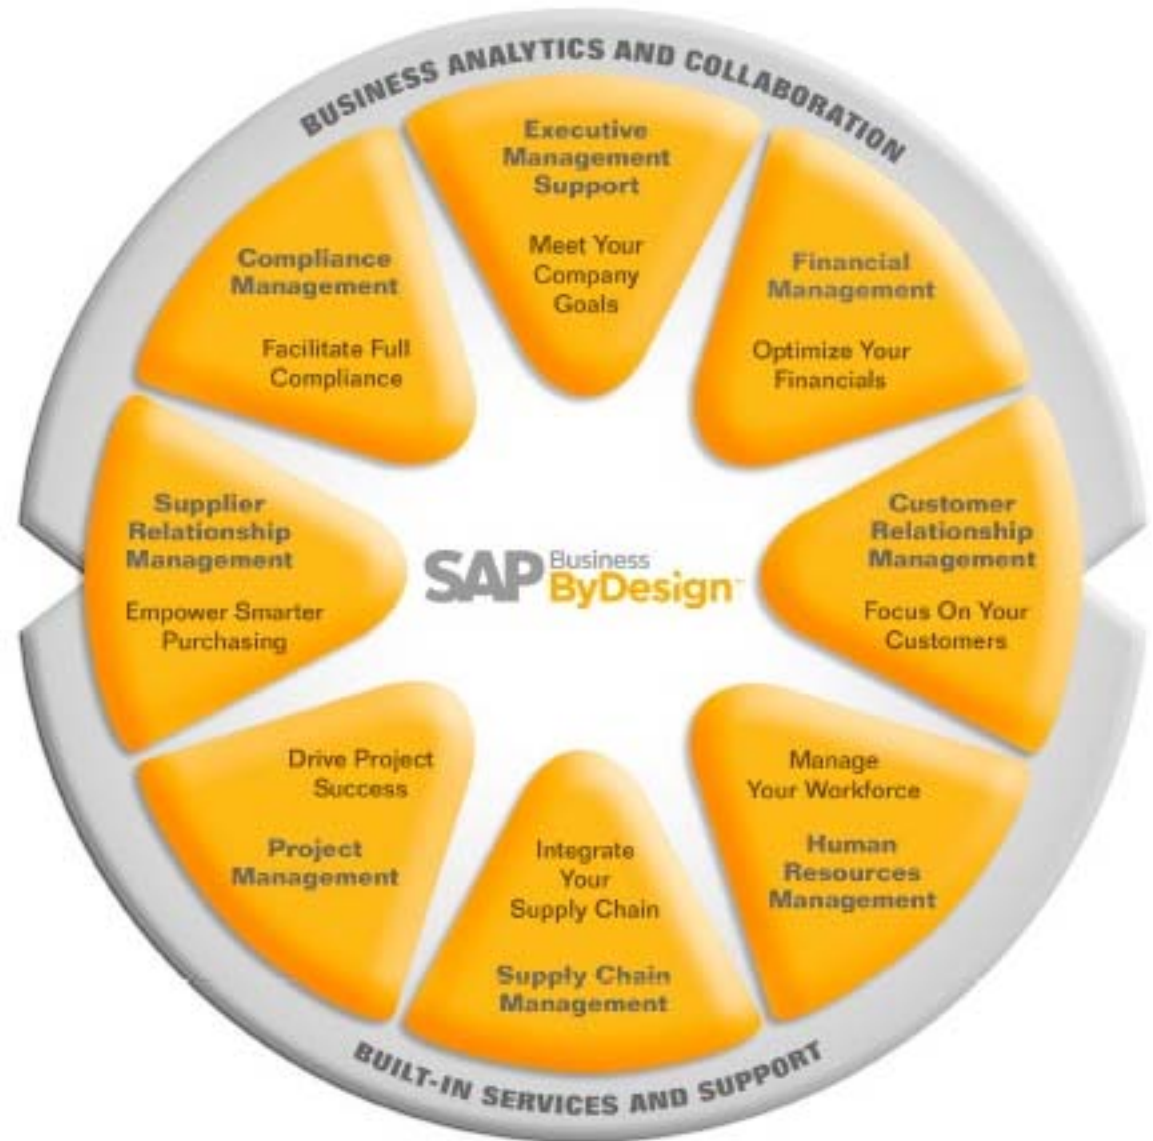 BUSINESS ANALYTICS AND COLLABORATION
Executive
Management
Support
Meet Your
Company
Goals
Financial
Management
Optimize Your
Financials
Customer
Relationship
Management
Focus On Your
Customers
Manage
Your Workforce
Human
Resources
Management
Integrate
Your
Supply Chain
Supply Chain
Management
Drive Project
Success
Project
Management
Supplier
Relationship
Management
Empower Smarter
Purchasing
Compliance
Management
Facilitate Full
Compliance
SAP Business
ByDesign™
BUILT-IN SERVICES AND SUPPORT